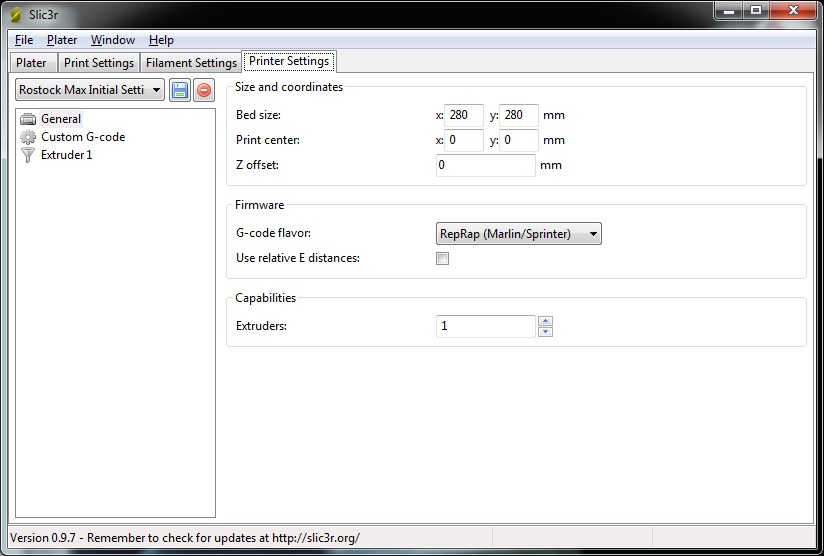 Slic3r
File Plater Window Help
Plater Print Settings Filament Settings Printer Settings
Rostock Max Initial Setti
General
Custom G-code
Extruder 1
Size and coordinates
Bed size: x: 280 y: 280 mm
Print center: x: 0 y: 0 mm
Z offset: 0 mm
Firmware
G-code flavor: RepRap (Marlin/Sprinter)
Use relative E distances:
Capabilities
Extruders: 1
Version 0.9.7 - Remember to check for updates at http://slic3r.org/